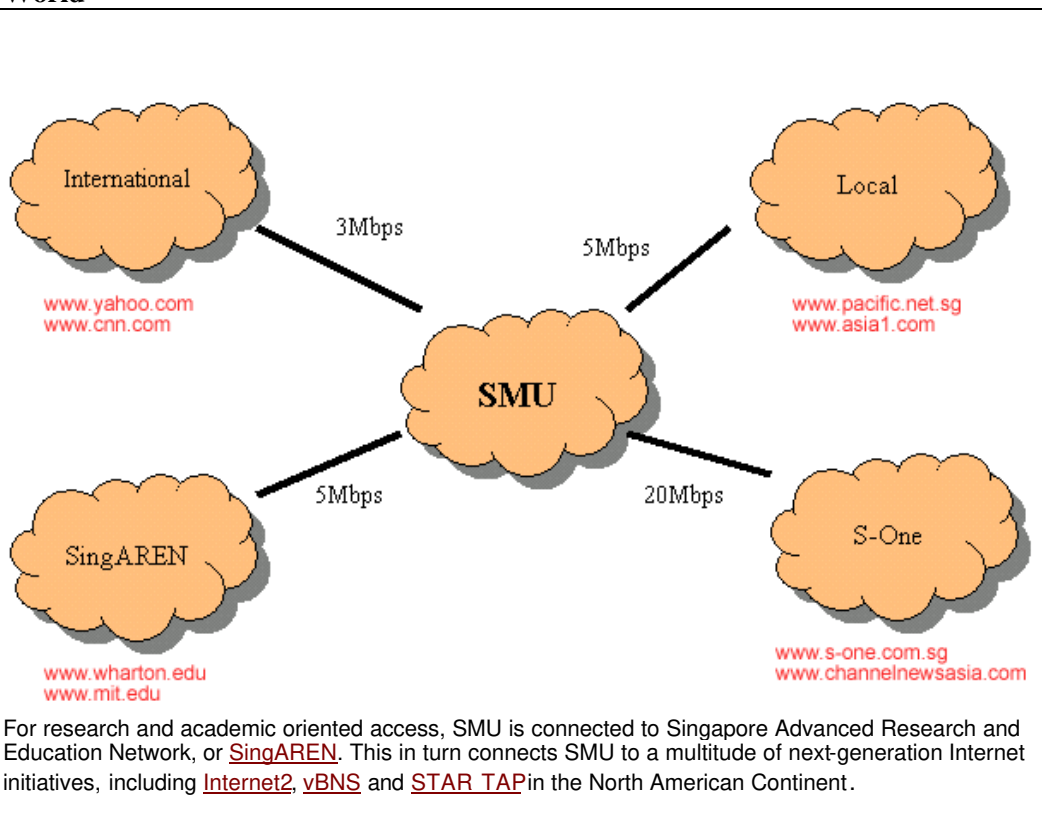 International
Local
3Mbps
5Mbps
www.yahoo.com
www.cnn.com
www.pacific.net.sg
www.asia1.com
SMU
5Mbps
20Mbps
SingAREN
S-One
www.wharton.edu
www.mit.edu
www.s-one.com.sg
www.channelnewsasia.com
For research and academic oriented access, SMU is connected to Singapore Advanced Research and
Education Network, or SingAREN. This in turn connects SMU to a multitude of next-generation Internet
initiatives, including Internet2, vBNS and STAR TAP in the North American Continent.